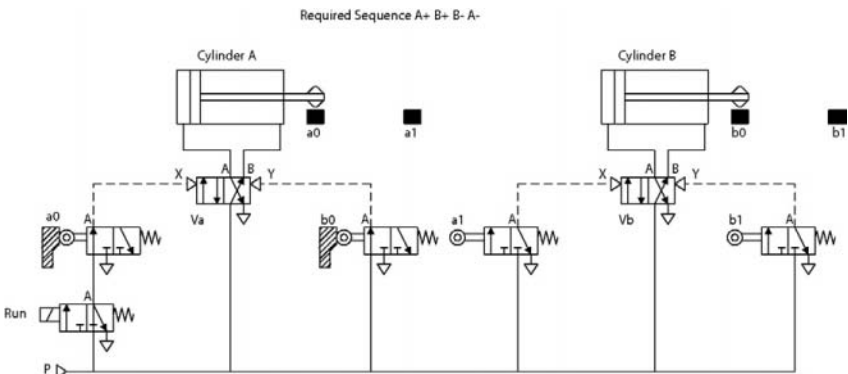 Required Sequence A+ B+ B- A-
Cylinder A
Cylinder B
a0
a1
b0
b1
X A B Y
X A B Y
a0 A
Va
b0 A
a1 A
Vb
b1 A
A
Run
P